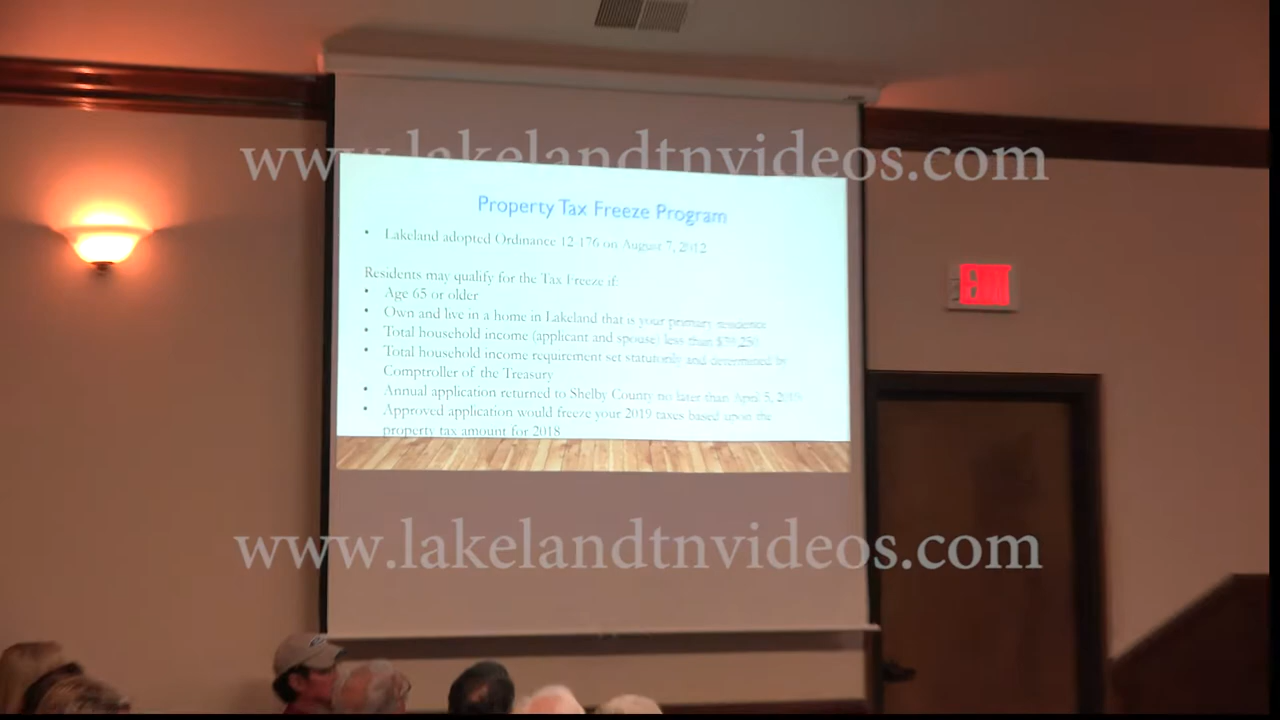 www.lakelandtnvideos.com
Property Tax Freeze Program
• Lakeland adopted Ordinance 12-176 on August 7, 2012
Residents may qualify for the Tax Freeze if:
• Age 65 or older
• Own and live in a home in Lakeland that is your primary residence
• Total household income (applicant and spouse) less than
• Total household income requirement set statutorily and determined by
Comptroller of the Treasury
• Annual application returned to Shelby County no later than April 5,
• Approved application would freeze your 2019 taxes based upon the
property tax amount for 2018
www.lakelandtnvideos.com